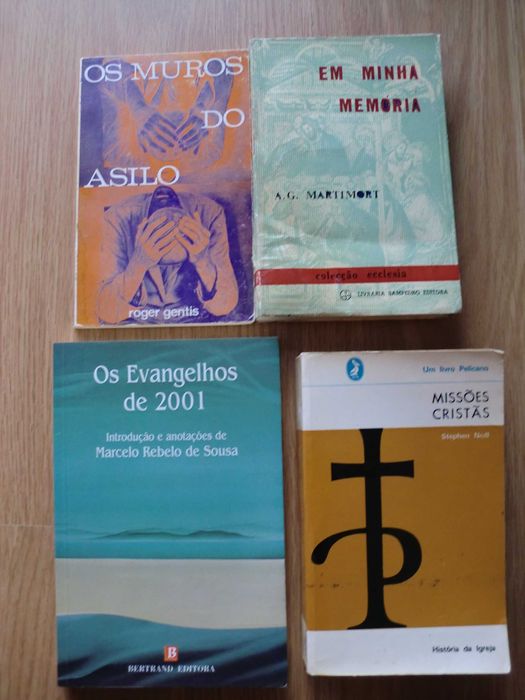 OS MUROS
DO
ASILO
roger gentis
EM MINHA
MEMÓRIA
A.G. MARTIMORT
colecção ecclesia
LIVRARIA SAMPEDRO EDITORA
Os Evangelhos
de 2001
Introdução e anotações de
Marcelo Rebelo de Sousa
B
BERTRAND EDITORA
Um livro Pelicano
MISSÕES
CRISTÃS
Stephen Neill
História da Igreja